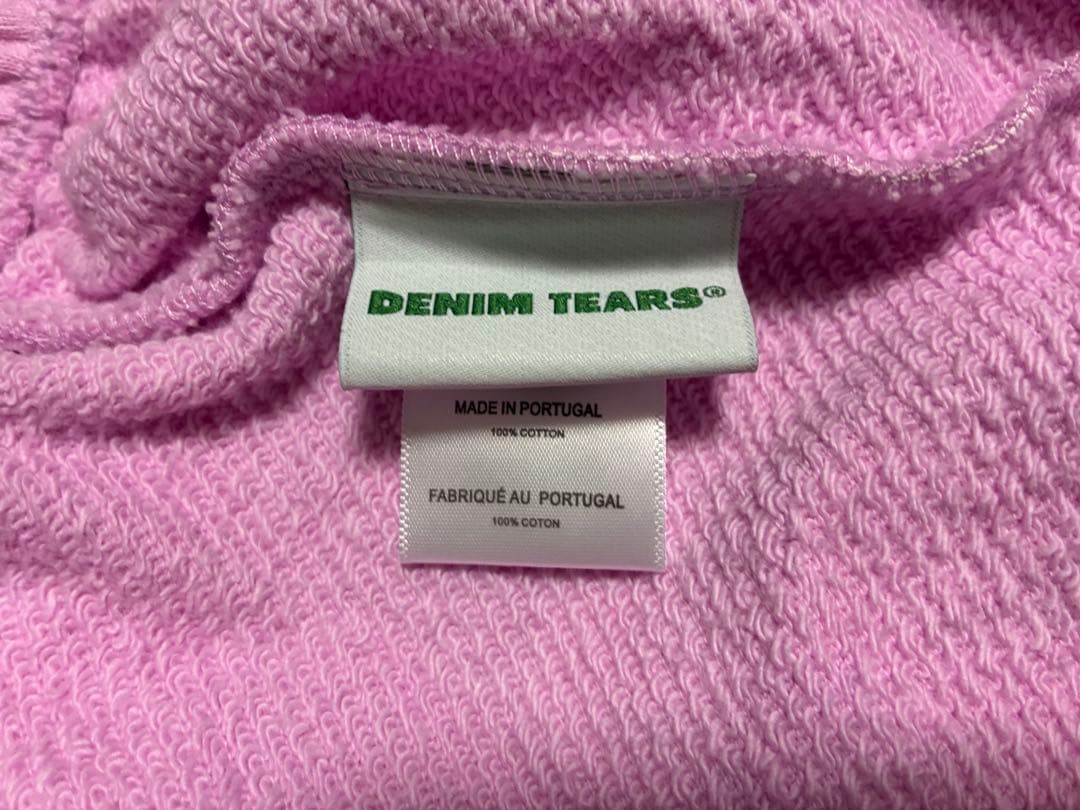 DENIM TEARS®
MADE IN PORTUGAL
100% COTTON
FABRIQUÉ AU PORTUGAL
100% COTON